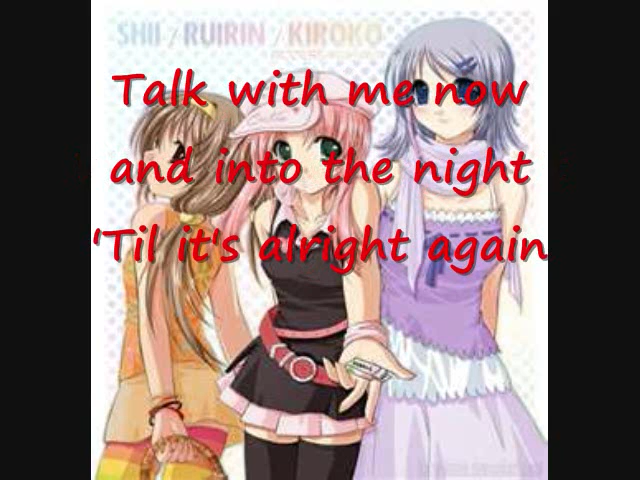 SHII / RUIRIN / KIROKO
Talk with me now
and into the night
'Til it's alright again